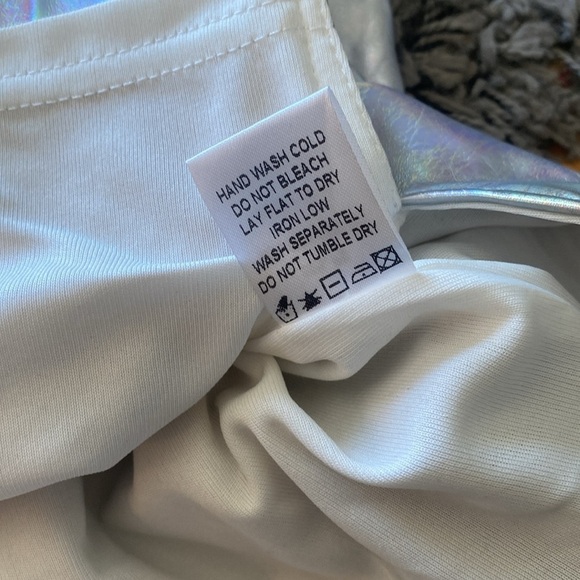 HAND WASH COLD
DO NOT BLEACH
LAY FLAT TO DRY
IRON LOW
WASH SEPARATELY
DO NOT TUMBLE DRY